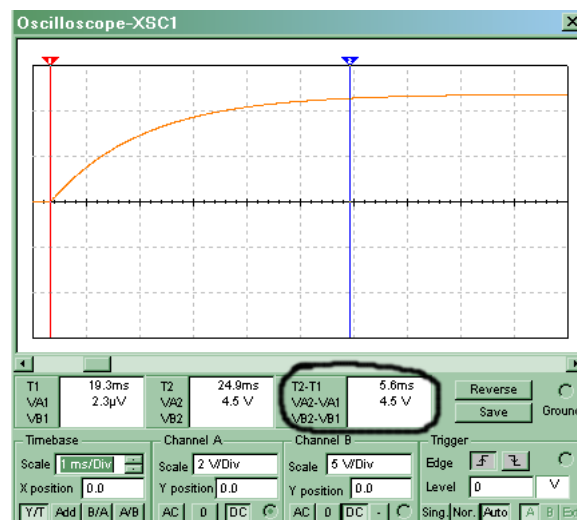 Oscilloscope-XSC1
1 2
T1 19.3ms T2 24.9ms T2-T1 5.6ms Reverse
VA1 2.3µV VA2 4.5 V VA2-VA1 4.5 V
VB1 VB2 VB2-VB1 Save Ground
Timebase Channel A Channel B Trigger
Scale 1 ms/Div Scale 2 V/Div Scale 5 V/Div Edge
X position 0.0 Y position 0.0 Y position 0.0 Level 0 V
Y/T Add B/A A/B AC 0 DC AC 0 DC - Sing. Nor. Auto A B Ex